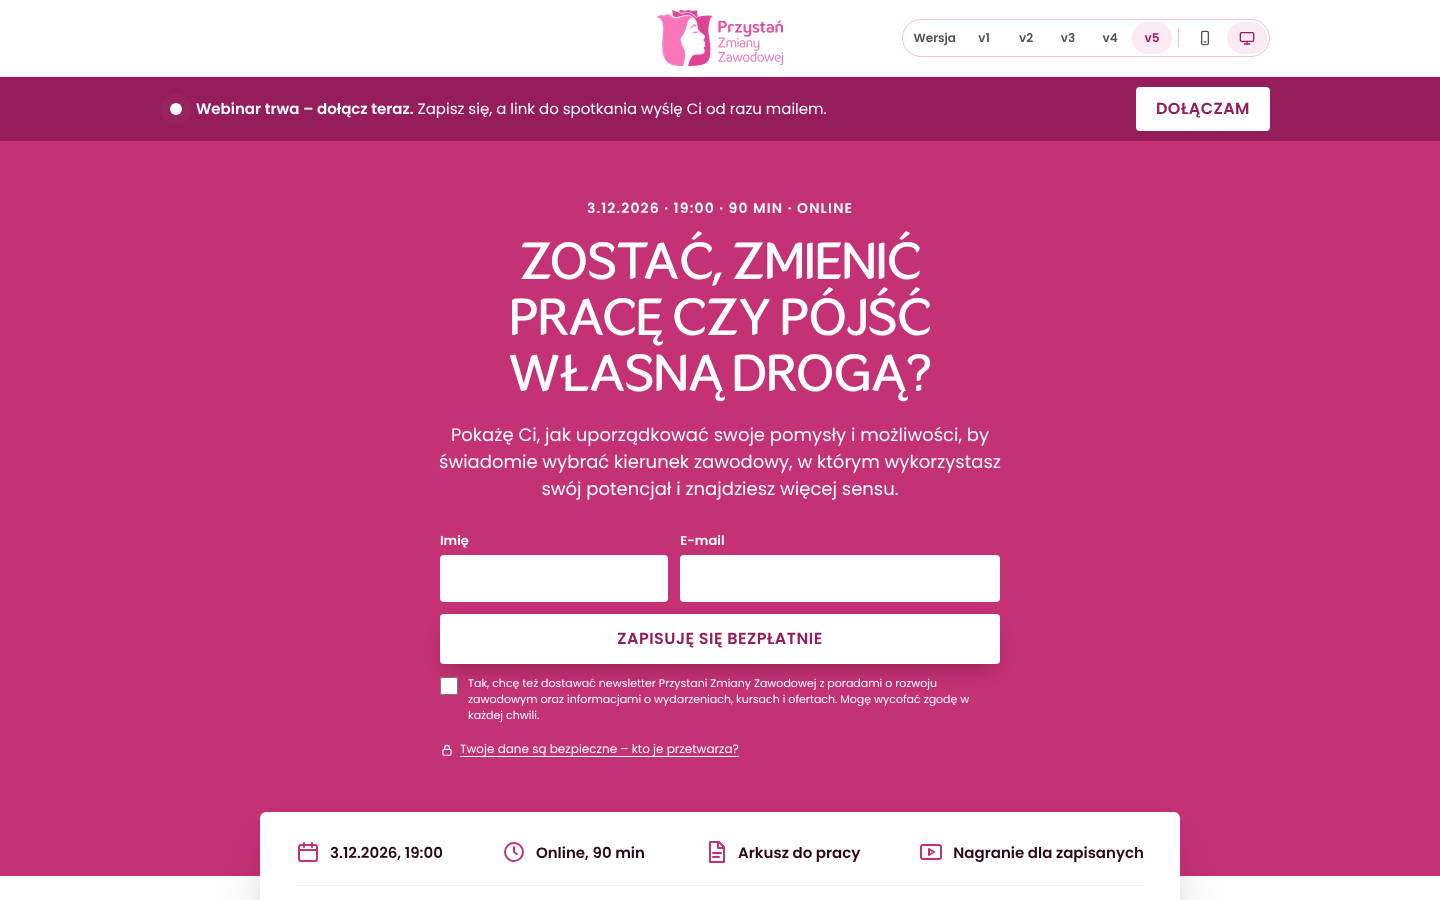 Przystań
Zmiany
Zawodowej
Wersja v1 v2 v3 v4 v5
Webinar trwa – dołącz teraz. Zapisz się, a link do spotkania wyślę Ci od razu mailem.
DOŁĄCZAM
3.12.2026 · 19:00 · 90 MIN · ONLINE
ZOSTAĆ, ZMIENIĆ
PRACĘ CZY PÓJŚĆ
WŁASNĄ DROGĄ?
Pokażę Ci, jak uporządkować swoje pomysły i możliwości, by
świadomie wybrać kierunek zawodowy, w którym wykorzystasz
swój potencjał i znajdziesz więcej sensu.
Imię E-mail
ZAPISUJĘ SIĘ BEZPŁATNIE
Tak, chcę też dostawać newsletter Przystani Zmiany Zawodowej z poradami o rozwoju
zawodowym oraz informacjami o wydarzeniach, kursach i ofertach. Mogę wycofać zgodę w
każdej chwili.
Twoje dane są bezpieczne – kto je przetwarza?
3.12.2026, 19:00 Online, 90 min Arkusz do pracy Nagranie dla zapisanych